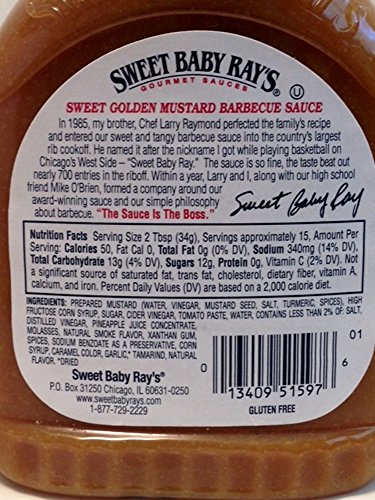 SWEET BABY RAY'S®
GOURMET SAUCES
U
SWEET GOLDEN MUSTARD BARBECUE SAUCE
In 1985, my brother, Chef Larry Raymond perfected the family's recipe
and entered our sweet and tangy barbecue sauce into the country's largest
rib cookoff. He named it after the nickname I got while playing basketball on
Chicago's West Side – "Sweet Baby Ray." The sauce is so fine, the taste beat out
nearly 700 entries in the riboff. Within a year, Larry and I, along with our high school
friend Mike O'Brien, formed a company around our
award-winning sauce and our simple philosophy
about barbecue. "The Sauce Is The Boss."
Sweet Baby Ray
Nutrition Facts Serving Size 2 Tbsp (34g), Servings approximately 15, Amount Per
Serving: Calories 50, Fat Cal 0, Total Fat 0g (0% DV), Sodium 340mg (14% DV),
Total Carbohydrate 13g (4% DV), Sugars 12g, Protein 0g, Vitamin C (2% DV). Not
a significant source of saturated fat, trans fat, cholesterol, dietary fiber, vitamin A,
calcium, and iron. Percent Daily Values (DV) are based on a 2,000 calorie diet.
INGREDIENTS: PREPARED MUSTARD (WATER, VINEGAR, MUSTARD SEED, SALT, TURMERIC, SPICES), HIGH
FRUCTOSE CORN SYRUP, SUGAR, CIDER VINEGAR, TOMATO PASTE, WATER, CONTAINS LESS THAN 2% OF: SALT,
DISTILLED VINEGAR, PINEAPPLE JUICE CONCENTRATE,
MOLASSES, NATURAL SMOKE FLAVOR, XANTHAN GUM,
SPICES, SODIUM BENZOATE AS A PRESERVATIVE, CORN
SYRUP, CARAMEL COLOR, GARLIC,* TAMARIND, NATURAL
FLAVOR. *DRIED
Sweet Baby Ray's®
P.O. Box 31250 Chicago, IL 60631-0250
www.sweetbabyrays.com
1-877-729-2229
01
0 13409 51597 6
GLUTEN FREE